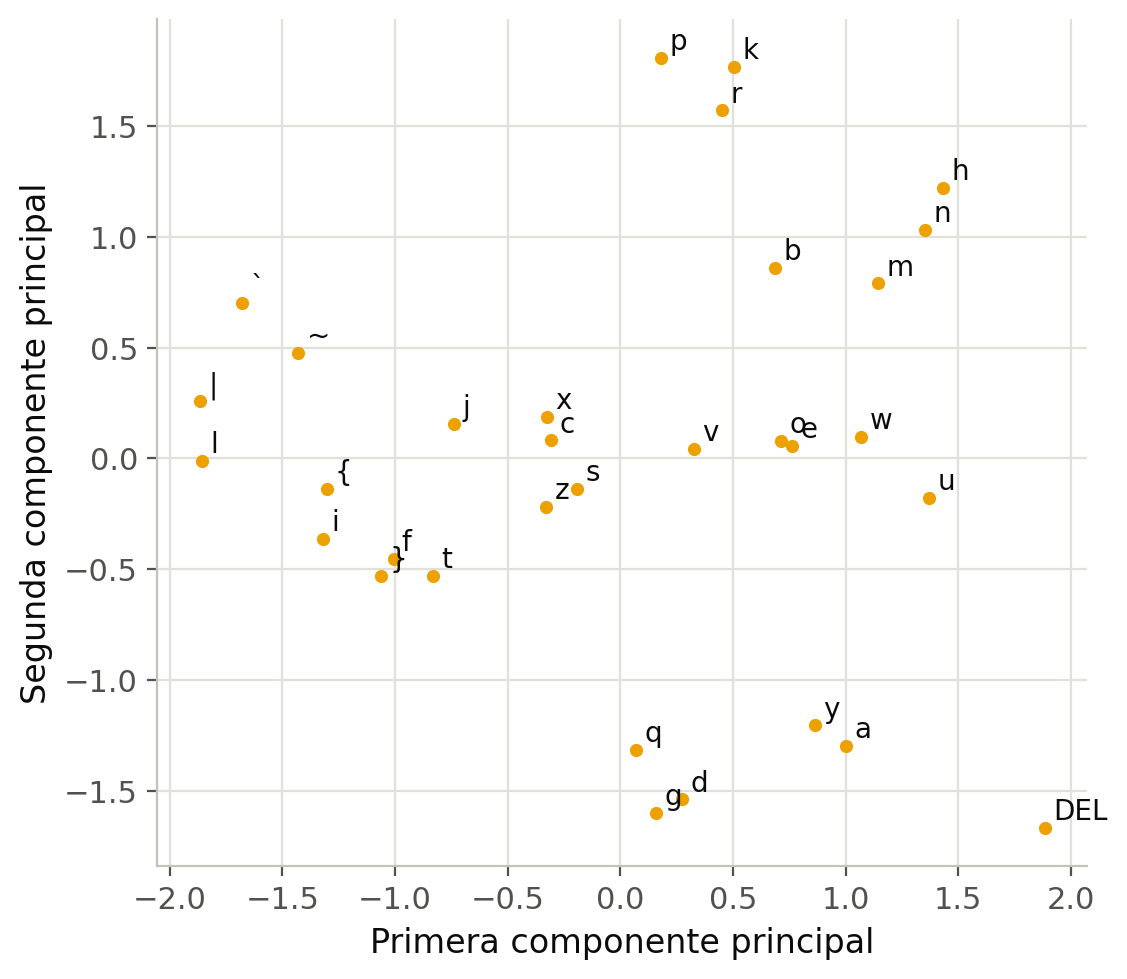 p
k
r
h
n
b
m
`
~
|
l
j
x
c
v
o
e
w
{
s
z
u
i
f
}
t
y
a
q
d
g
DEL
1.5
1.0
0.5
0.0
−0.5
−1.0
−1.5
−2.0 −1.5 −1.0 −0.5 0.0 0.5 1.0 1.5 2.0
Primera componente principal
Segunda componente principal